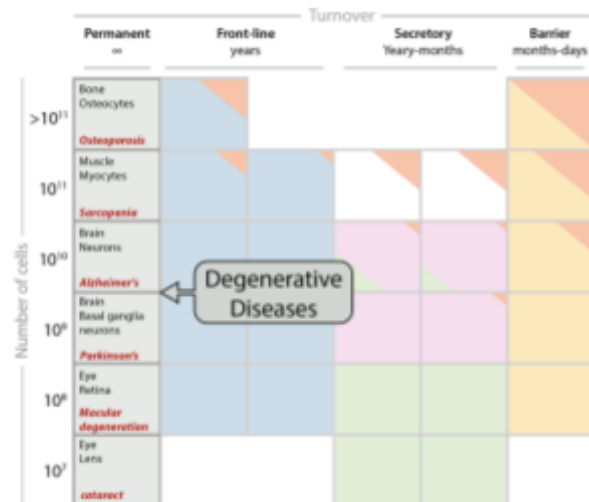 Turnover
Permanent
∞
Front-line
years
Secretory
Yeary-months
Barrier
months-days
Number of cells
>10¹¹
Bone
Osteocytes
Osteoporosis
10¹¹
Muscle
Myocytes
Sarcopenia
10¹⁰
Brain
Neurons
Alzheimer's
Degenerative
Diseases
10⁹
Brain
Basal ganglia
neurons
Parkinson's
10⁸
Eye
Retina
Macular
degeneration
10⁷
Eye
Lens
cataract